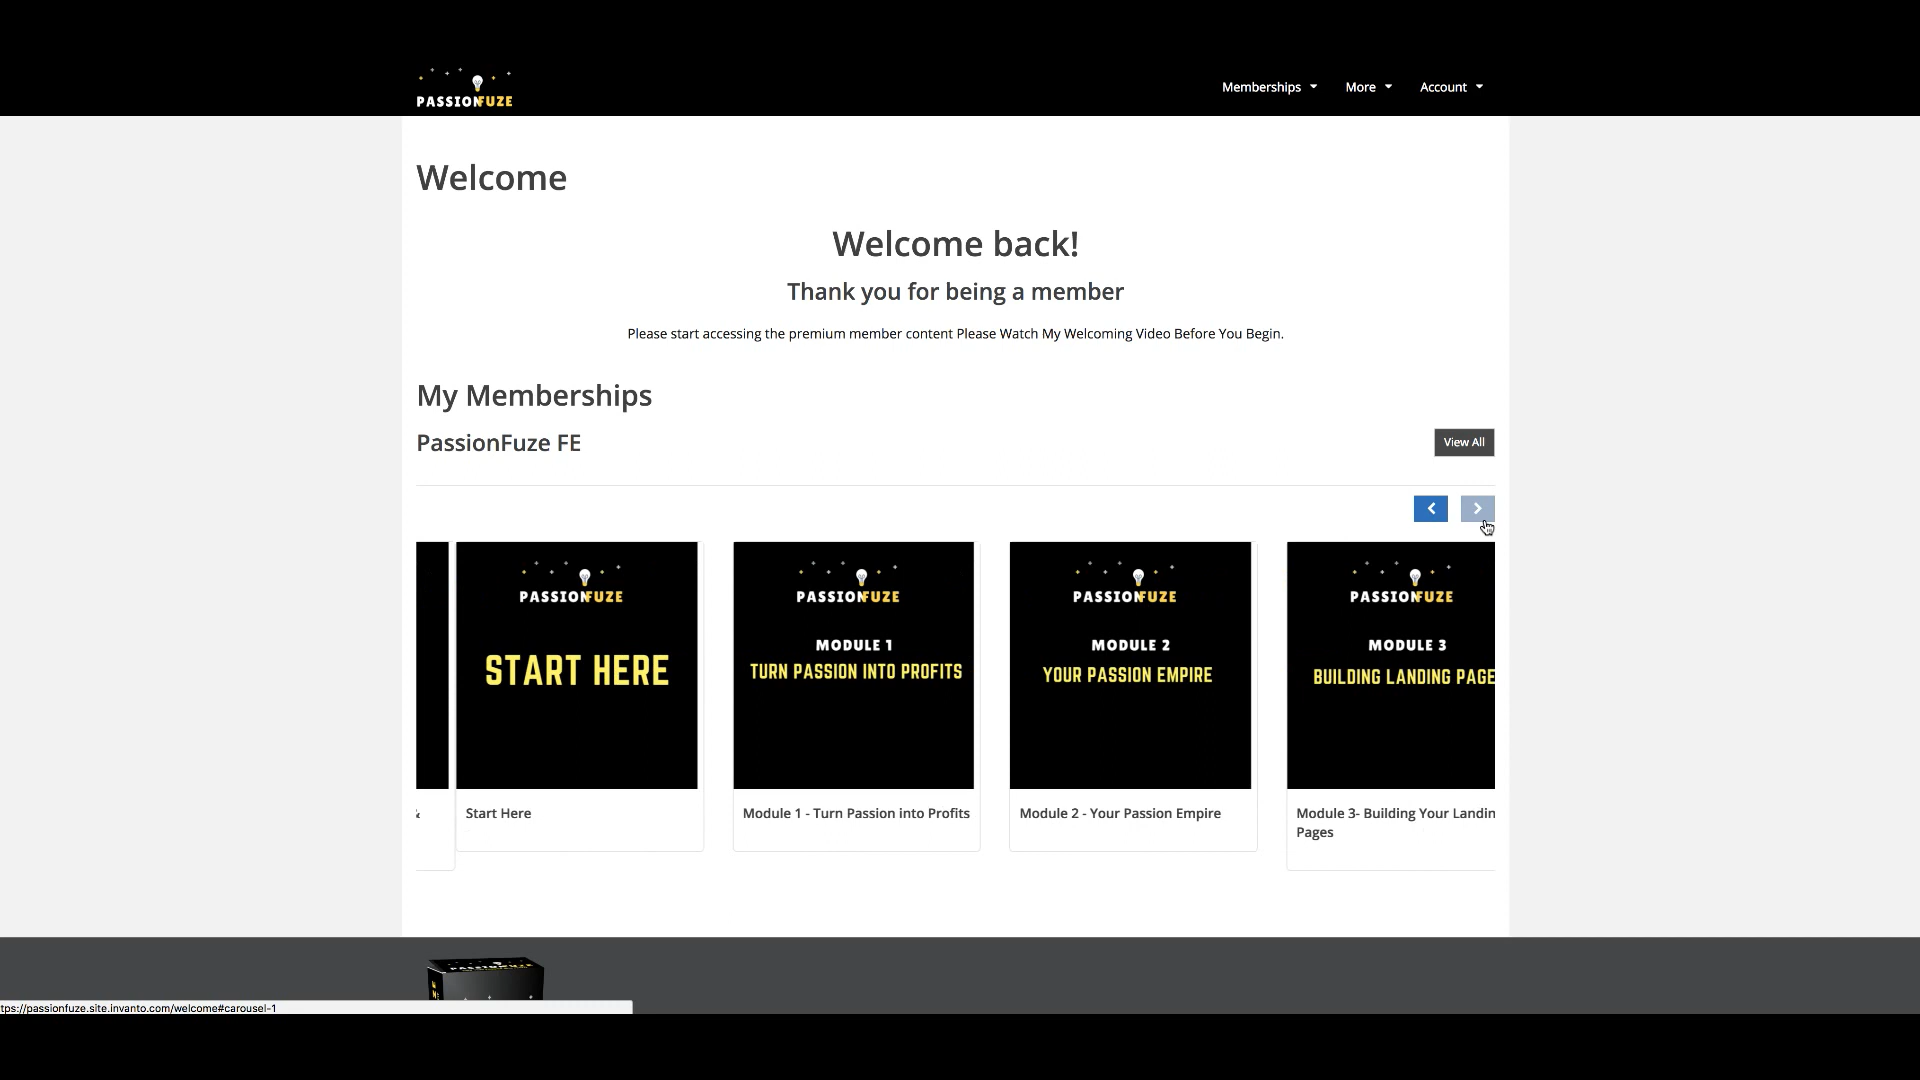 PASSIONFUZE
Memberships
More
Account
Welcome
Welcome back!
Thank you for being a member
Please start accessing the premium member content Please Watch My Welcoming Video Before You Begin.
My Memberships
PassionFuze FE
View All
PASSIONFUZE
START HERE
PASSIONFUZE
MODULE 1
TURN PASSION INTO PROFITS
PASSIONFUZE
MODULE 2
YOUR PASSION EMPIRE
PASSIONFUZE
MODULE 3
BUILDING LANDING PAGE
&
Start Here
Module 1 - Turn Passion into Profits
Module 2 - Your Passion Empire
Module 3- Building Your Landin
Pages
PASSIONFUZE
tps://passionfuze.site.invanto.com/welcome#carousel-1